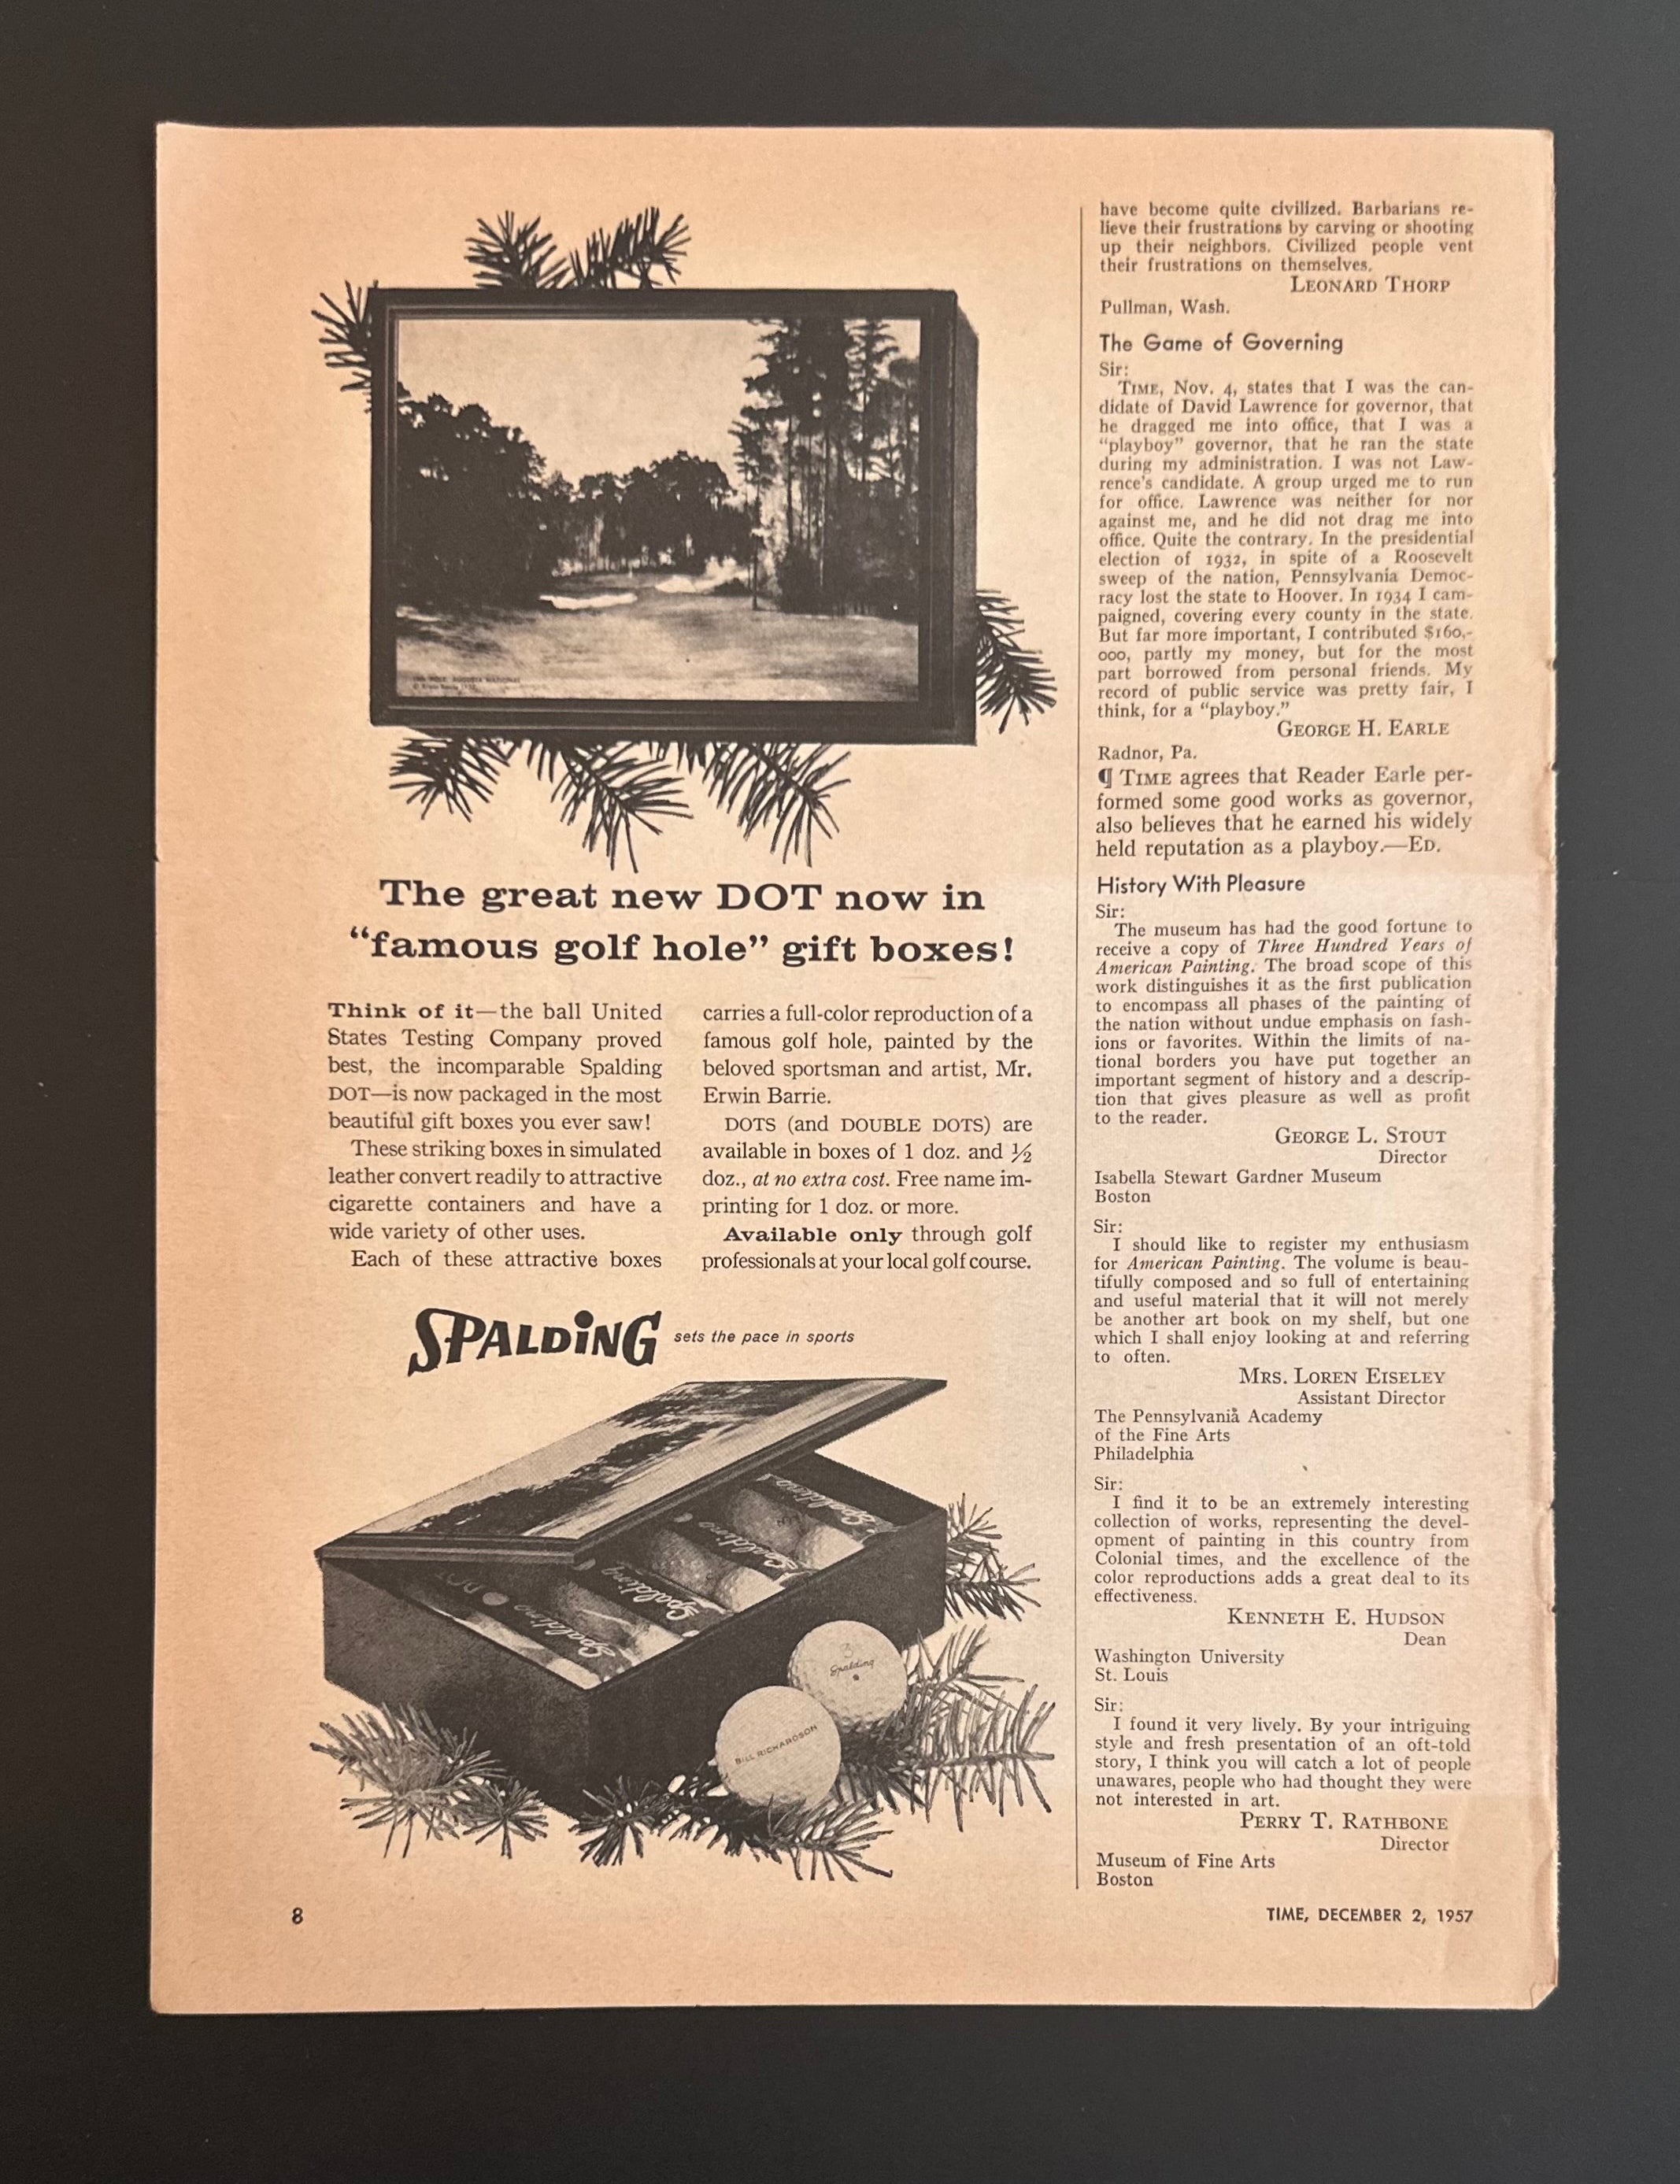 The great new DOT now in
“famous golf hole” gift boxes!
Think of it—the ball United
States Testing Company proved
best, the incomparable Spalding
DOT—is now packaged in the most
beautiful gift boxes you ever saw!
These striking boxes in simulated
leather convert readily to attractive
cigarette containers and have a
wide variety of other uses.
Each of these attractive boxes
carries a full-color reproduction of a
famous golf hole, painted by the
beloved sportsman and artist, Mr.
Erwin Barrie.
DOTS (and DOUBLE DOTS) are
available in boxes of 1 doz. and ½
doz., at no extra cost. Free name im-
printing for 1 doz. or more.
Available only through golf
professionals at your local golf course.
SPALDING sets the pace in sports
Spalding
Spalding
Spalding
Spalding
Spalding
DOT
Spalding
Spalding
3
Spalding
BILL RICHARDSON
8
have become quite civilized. Barbarians re-
lieve their frustrations by carving or shooting
up their neighbors. Civilized people vent
their frustrations on themselves.
LEONARD THORP
Pullman, Wash.
The Game of Governing
Sir:
TIME, Nov. 4, states that I was the can-
didate of David Lawrence for governor, that
he dragged me into office, that I was a
“playboy” governor, that he ran the state
during my administration. I was not Law-
rence's candidate. A group urged me to run
for office. Lawrence was neither for nor
against me, and he did not drag me into
office. Quite the contrary. In the presidential
election of 1932, in spite of a Roosevelt
sweep of the nation, Pennsylvania Democ-
racy lost the state to Hoover. In 1934 I cam-
paigned, covering every county in the state.
But far more important, I contributed $160,-
000, partly my money, but for the most
part borrowed from personal friends. My
record of public service was pretty fair, I
think, for a “playboy.”
GEORGE H. EARLE
Radnor, Pa.
¶ TIME agrees that Reader Earle per-
formed some good works as governor,
also believes that he earned his widely
held reputation as a playboy.—ED.
History With Pleasure
Sir:
The museum has had the good fortune to
receive a copy of Three Hundred Years of
American Painting. The broad scope of this
work distinguishes it as the first publication
to encompass all phases of the painting of
the nation without undue emphasis on fash-
ions or favorites. Within the limits of na-
tional borders you have put together an
important segment of history and a descrip-
tion that gives pleasure as well as profit
to the reader.
GEORGE L. STOUT
Director
Isabella Stewart Gardner Museum
Boston
Sir:
I should like to register my enthusiasm
for American Painting. The volume is beau-
tifully composed and so full of entertaining
and useful material that it will not merely
be another art book on my shelf, but one
which I shall enjoy looking at and referring
to often.
MRS. LOREN EISELEY
Assistant Director
The Pennsylvania Academy
of the Fine Arts
Philadelphia
Sir:
I find it to be an extremely interesting
collection of works, representing the devel-
opment of painting in this country from
Colonial times, and the excellence of the
color reproductions adds a great deal to its
effectiveness.
KENNETH E. HUDSON
Dean
Washington University
St. Louis
Sir:
I found it very lively. By your intriguing
style and fresh presentation of an oft-told
story, I think you will catch a lot of people
unawares, people who had thought they were
not interested in art.
PERRY T. RATHBONE
Director
Museum of Fine Arts
Boston
TIME, DECEMBER 2, 1957